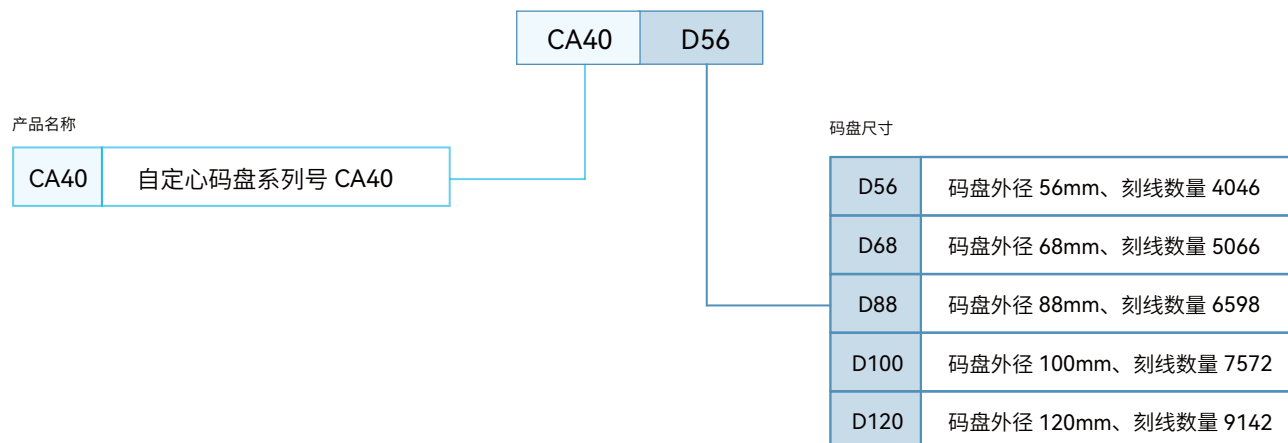 CA40 D56
产品名称
CA40 自定心码盘系列号 CA40
码盘尺寸
D56 码盘外径 56mm、刻线数量 4046
D68 码盘外径 68mm、刻线数量 5066
D88 码盘外径 88mm、刻线数量 6598
D100 码盘外径 100mm、刻线数量 7572
D120 码盘外径 120mm、刻线数量 9142